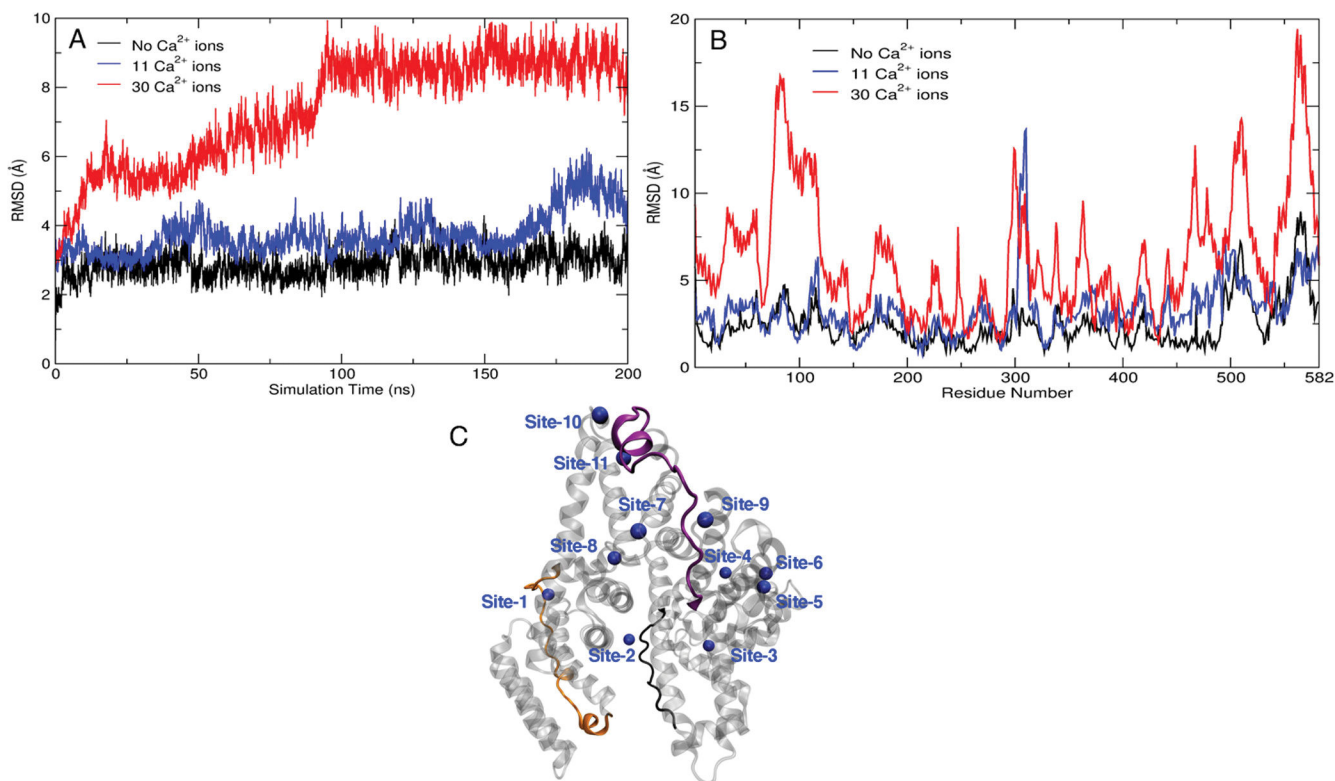 A
No Ca²⁺ ions
11 Ca²⁺ ions
30 Ca²⁺ ions
RMSD (Å)
10
8
6
4
2
0
0 50 100 150 200
Simulation Time (ns)
B
No Ca²⁺ ions
11 Ca²⁺ ions
30 Ca²⁺ ions
RMSD (Å)
20
15
10
5
0
100 200 300 400 500 582
Residue Number
C
Site-10
Site-11
Site-7
Site-9
Site-8
Site-4
Site-6
Site-1
Site-5
Site-2
Site-3